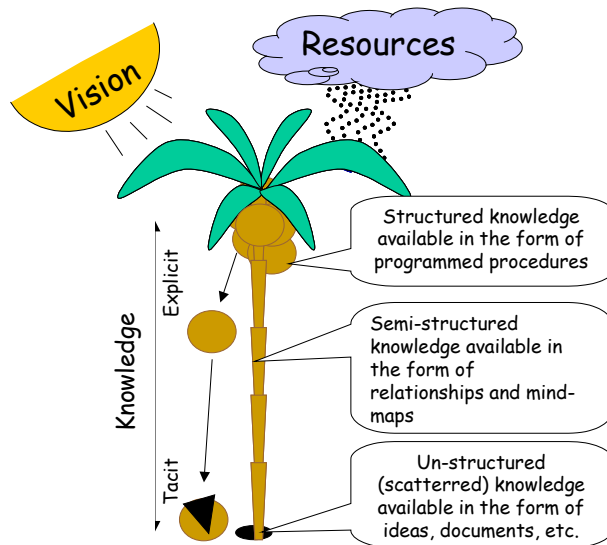 Vision
Resources
Structured knowledge
available in the form of
programmed procedures
Explicit
Semi-structured
knowledge available in
the form of
relationships and mind-
maps
Knowledge
Tacit
Un-structured
(scatterred) knowledge
available in the form of
ideas, documents, etc.